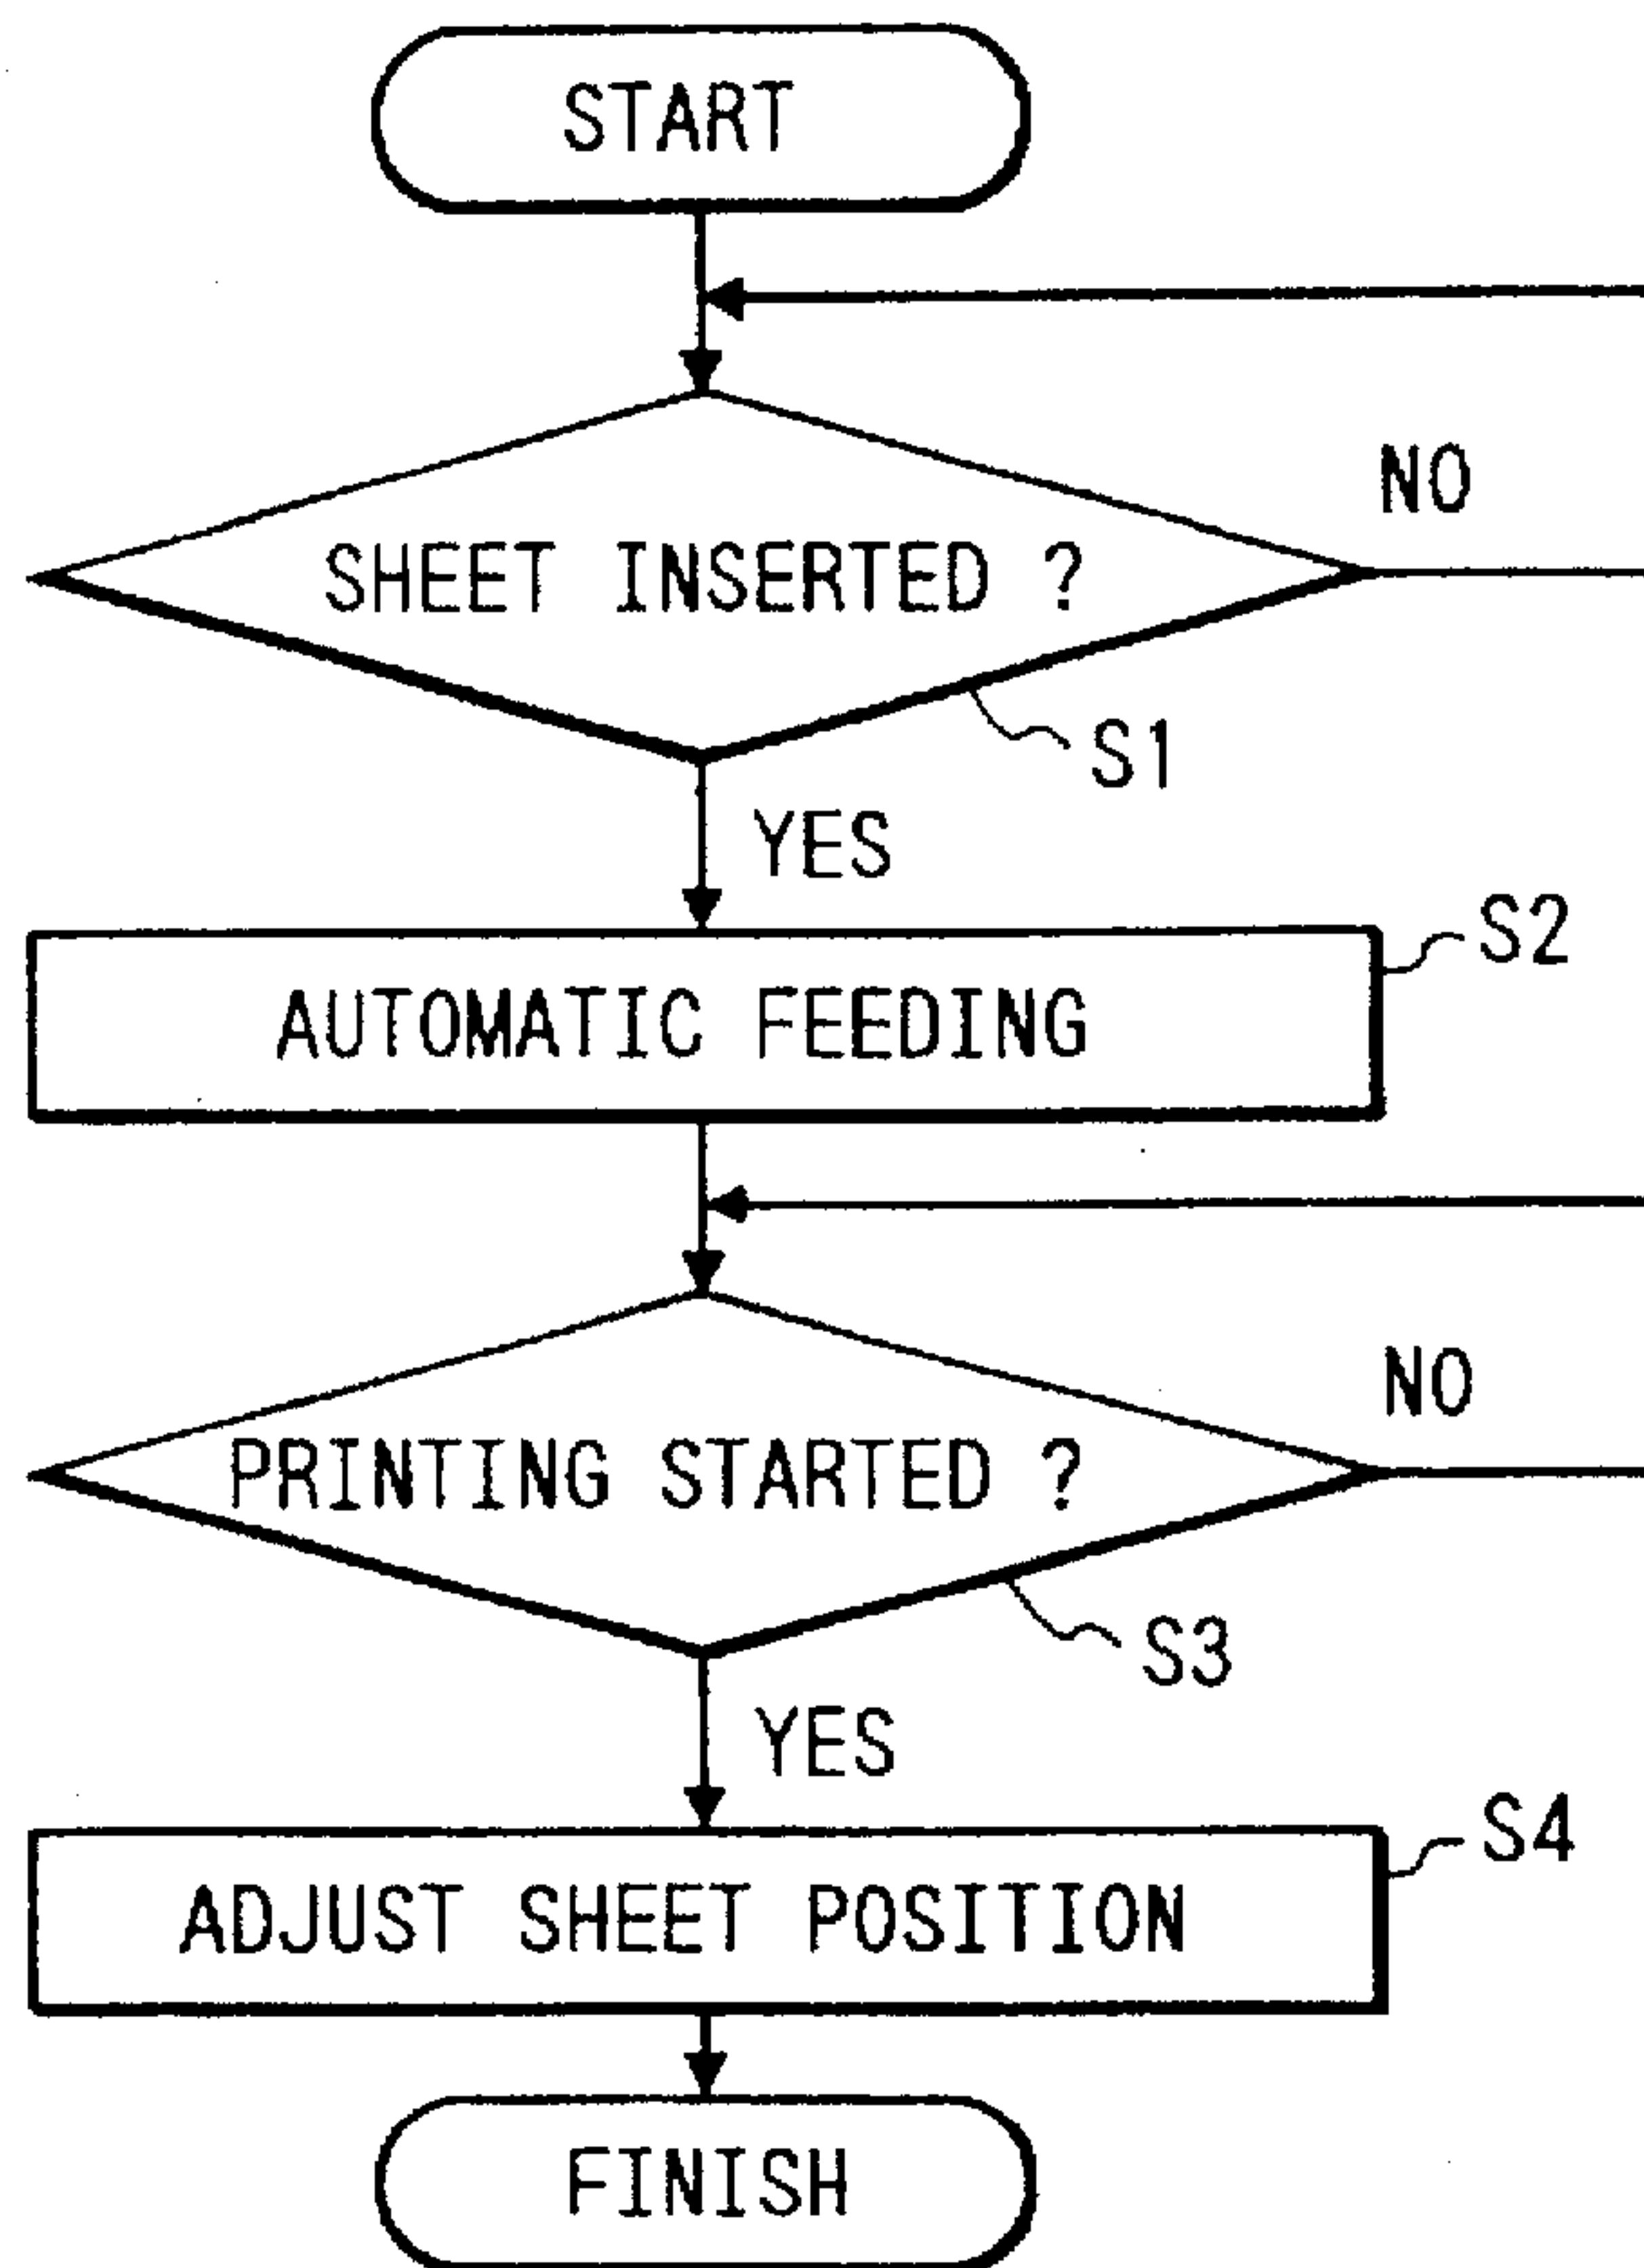 START
NO
SHEET INSERTED ?
S1
YES
S2
AUTOMATIC FEEDING
NO
PRINTING STARTED ?
S3
YES
S4
ADJUST SHEET POSITION
FINISH